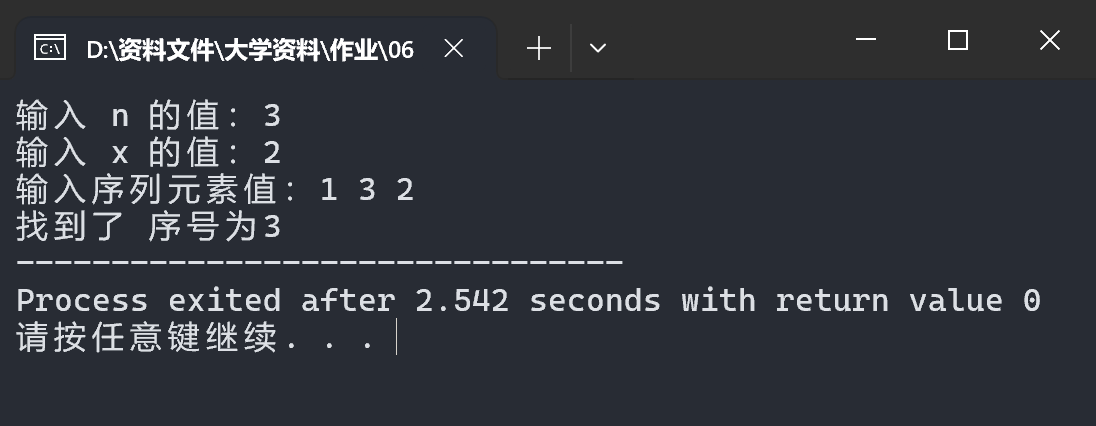 D:\资料文件\大学资料\作业\06
输入 n 的值: 3
输入 x 的值: 2
输入序列元素值: 1 3 2
找到了 序号为3
--------------------------------
Process exited after 2.542 seconds with return value 0
请按任意键继续. . .